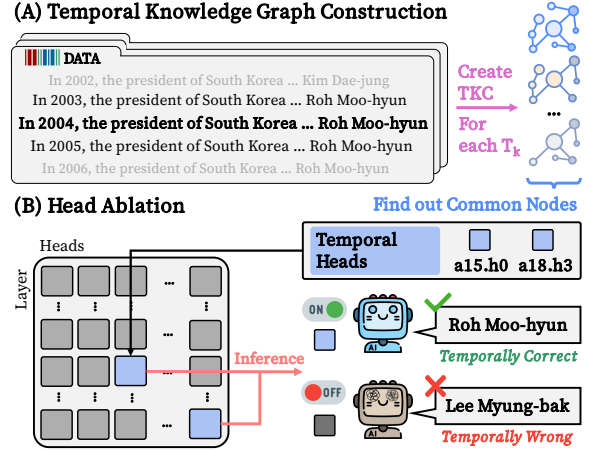 (A) Temporal Knowledge Graph Construction
DATA
In 2002, the president of South Korea ... Kim Dae-jung
In 2003, the president of South Korea ... Roh Moo-hyun
In 2004, the president of South Korea ... Roh Moo-hyun
In 2005, the president of South Korea ... Roh Moo-hyun
In 2006, the president of South Korea ... Roh Moo-hyun
Create
TKC
For
each Tk
...
Find out Common Nodes
(B) Head Ablation
Heads
Layer
Temporal
Heads
a15.h0
a18.h3
Inference
ON
AI
Roh Moo-hyun
Temporally Correct
OFF
AI
Lee Myung-bak
Temporally Wrong